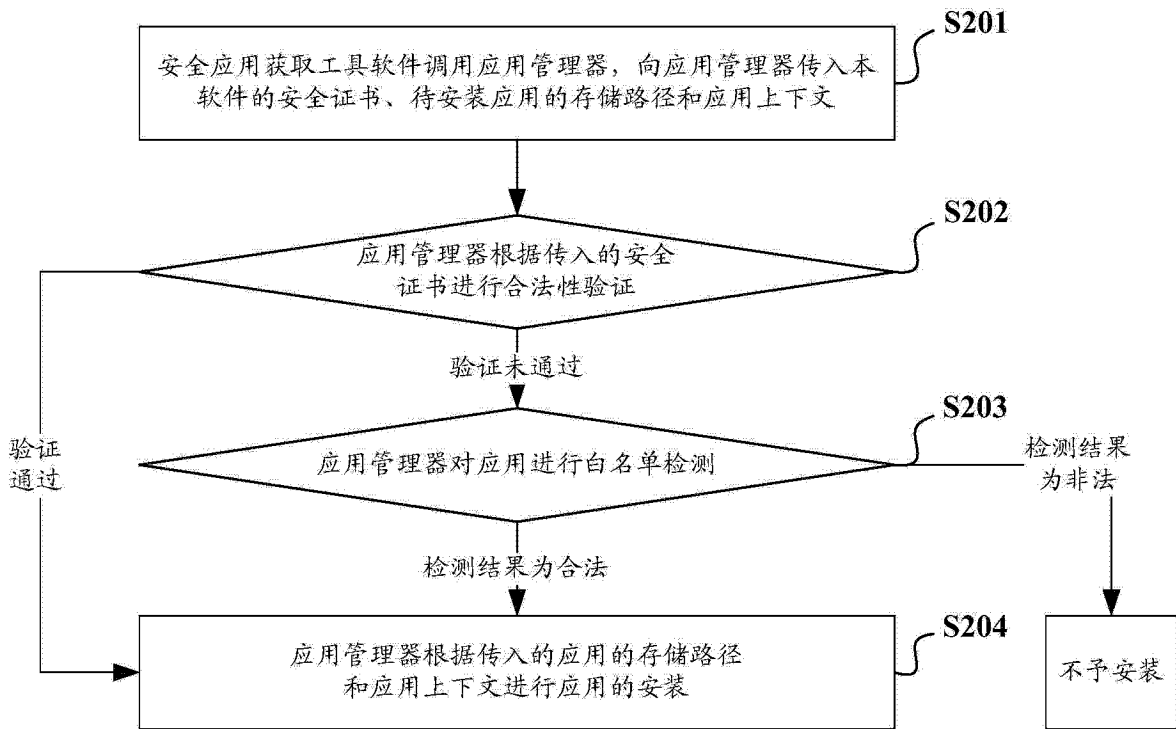 S201
安全应用获取工具软件调用应用管理器，向应用管理器传入本
软件的安全证书、待安装应用的存储路径和应用上下文
S202
应用管理器根据传入的安全
证书进行合法性验证
验证未通过
验证
通过
S203
应用管理器对应用进行白名单检测
检测结果
为非法
检测结果为合法
S204
应用管理器根据传入的应用的存储路径
和应用上下文进行应用的安装
不予安装